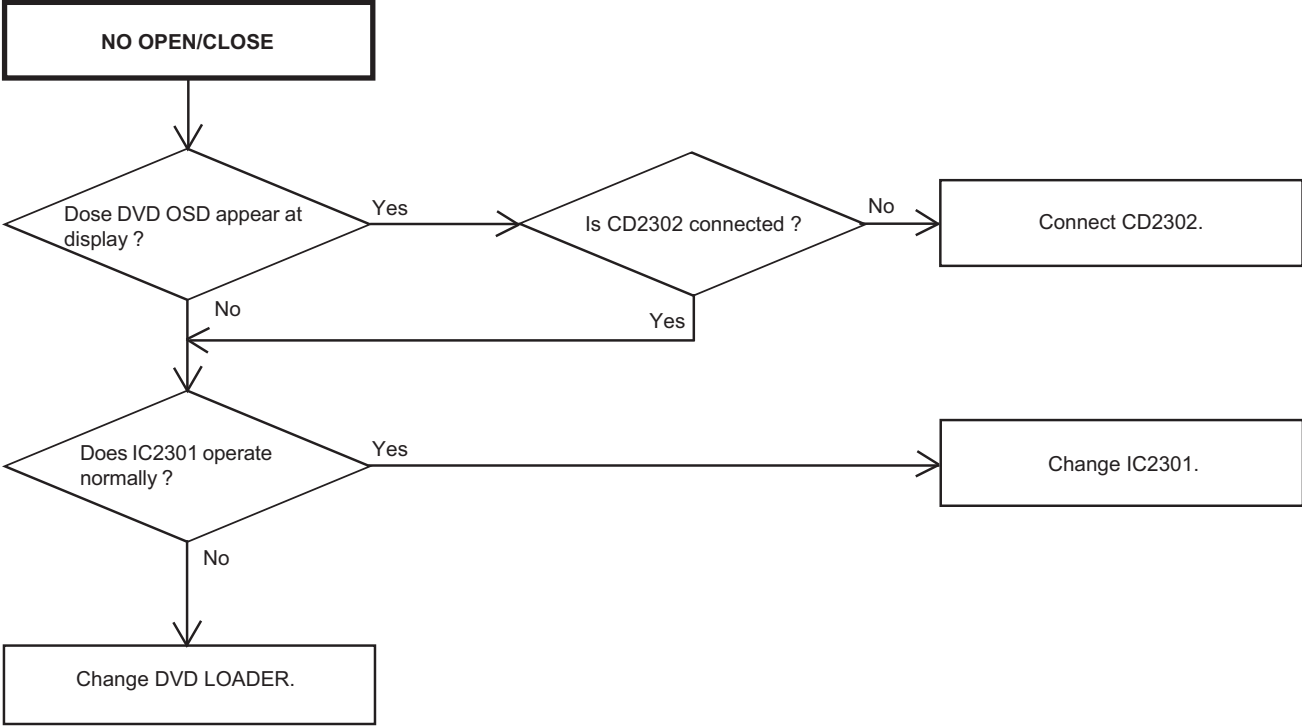 NO OPEN/CLOSE
Dose DVD OSD appear at
display ?
Yes
Is CD2302 connected ?
No
Connect CD2302.
No
Yes
Does IC2301 operate
normally ?
Yes
Change IC2301.
No
Change DVD LOADER.